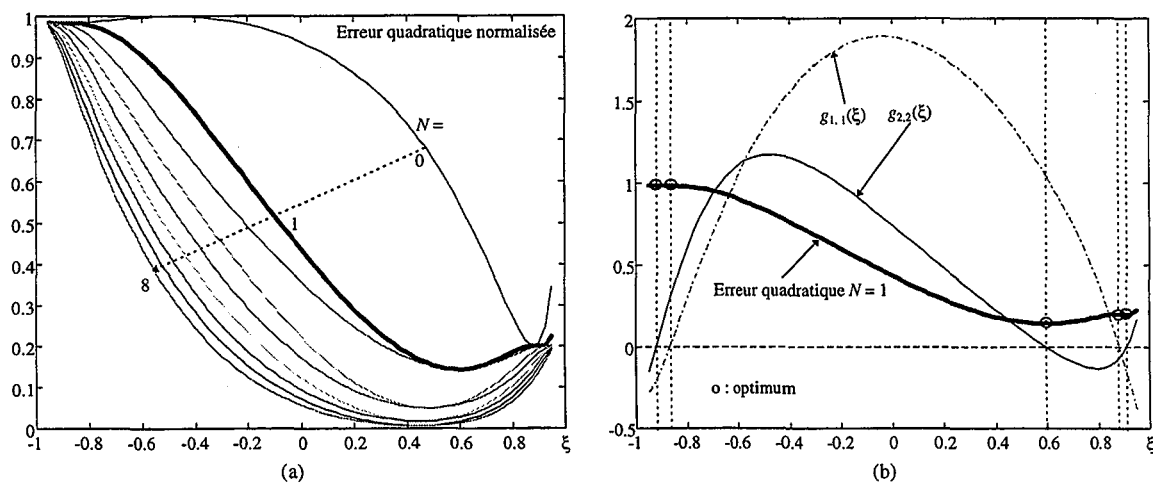 Erreur quadratique normalisée
N =
0
1
8
1
0.9
0.8
0.7
0.6
0.5
0.4
0.3
0.2
0.1
0
-1 -0.8 -0.6 -0.4 -0.2 0 0.2 0.4 0.6 0.8 ξ
(a)
2
1.5
1
0.5
0
-0.5
g1, 1(ξ) g2,2(ξ)
Erreur quadratique N = 1
o : optimum
-1 -0.8 -0.6 -0.4 -0.2 0 0.2 0.4 0.6 0.8 ξ
(b)